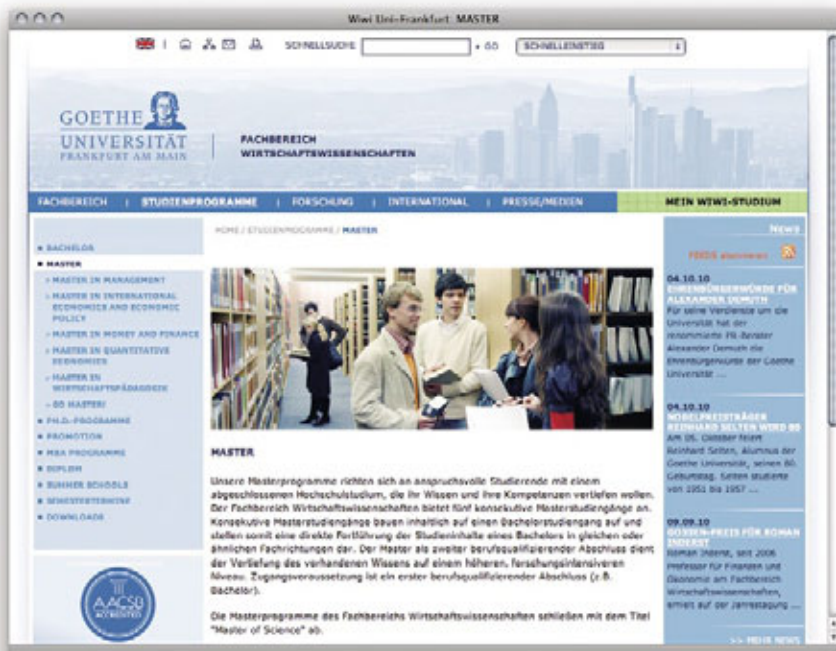 Wiwi Uni-Frankfurt: MASTER
SCHNELLSUCHE
GO
SCHNELLEINSTIEG
GOETHE
UNIVERSITÄT
FRANKFURT AM MAIN
FACHBEREICH
WIRTSCHAFTSWISSENSCHAFTEN
FACHBEREICH | STUDIENPROGRAMME | FORSCHUNG | INTERNATIONAL | PRESSE/MEDIEN
MEIN WIWI-STUDIUM
HOME / STUDIENPROGRAMME / MASTER
BACHELOR
MASTER
MASTER IN MANAGEMENT
MASTER IN INTERNATIONAL
ECONOMICS AND ECONOMIC
POLICY
MASTER IN MONEY AND FINANCE
MASTER IN QUANTITATIVE
ECONOMICS
MASTER IN
WIRTSCHAFTSPÄDAGOGIK
GO MASTER!
PH.D.-PROGRAMME
PROMOTION
MBA PROGRAMME
DIPLOM
SUMMER SCHOOLS
SEMESTERTERMINE
DOWNLOADS
AACSB
ACCREDITED
MASTER
Unsere Masterprogramme richten sich an anspruchsvolle Studierende mit einem
abgeschlossenen Hochschulstudium, die ihr Wissen und ihre Kompetenzen vertiefen wollen.
Der Fachbereich Wirtschaftswissenschaften bietet fünf konsekutive Masterstudiengänge an.
Konsekutive Masterstudiengänge bauen inhaltlich auf einen Bachelorstudiengang auf und
stellen somit eine direkte Fortführung der Studieninhalte eines Bachelors in gleichen oder
ähnlichen Fachrichtungen dar. Der Master als zweiter berufsqualifizierender Abschluss dient
der Vertiefung des vorhandenen Wissens auf einem höheren, forschungsintensiveren
Niveau. Zugangsvoraussetzung ist ein erster berufsqualifizierender Abschluss (z.B.
Bachelor).
Die Masterprogramme des Fachbereichs Wirtschaftswissenschaften schließen mit dem Titel
"Master of Science" ab.
News
FEEDS abonnieren
04.10.10
EHRENBÜRGERWÜRDE FÜR
ALEXANDER DEMUTH
Für seine Verdienste um die
Universität hat der
renommierte PR-Berater
Alexander Demuth die
Ehrenbürgerwürde der Goethe
Universität ...
04.10.10
NOBELPREISTRÄGER
REINHARD SELTEN WIRD 80
Am 05. Oktober feiert
Reinhard Selten, Alumnus der
Goethe Universität, seinen 80.
Geburtstag. Selten studierte
von 1951 bis 1957 ...
09.09.10
GOSSEN-PREIS FÜR ROMAN
INDERST
Roman Inderst, seit 2006
Professor für Finanzen und
Ökonomie am Fachbereich
Wirtschaftswissenschaften,
erhielt auf der Jahrestagung ...
>> MEHR NEWS